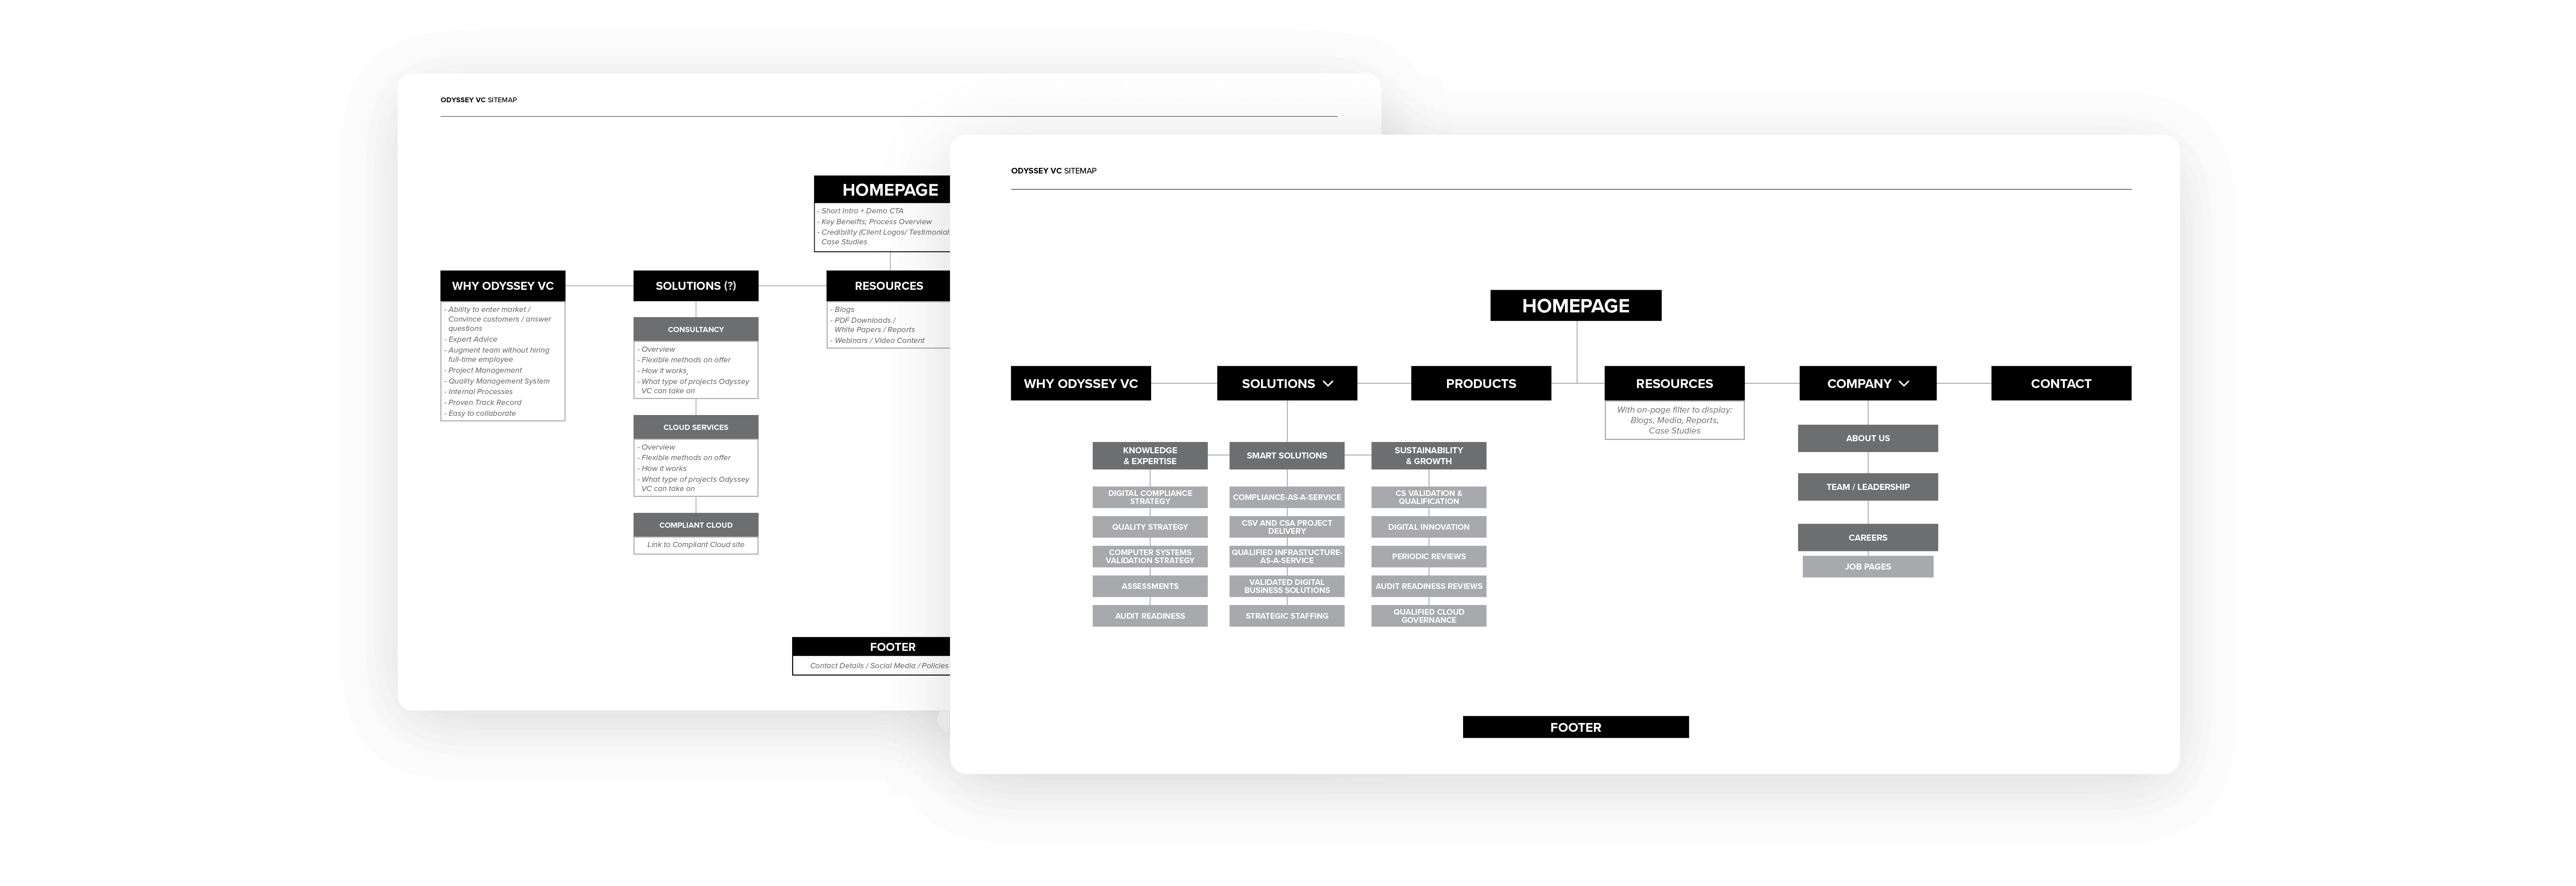 ODYSSEY VC SITEMAP
HOMEPAGE
- Short Intro + Demo CTA
- Key Beneifts; Process Overview
- Credibility (Client Logos/ Testimonial
Case Studies
WHY ODYSSEY VC
- Ability to enter market /
Convince customers / answer
questions
- Expert Advice
- Augment team without hiring
full-time employee
- Project Management
- Quality Management System
- Internal Processes
- Proven Track Record
- Easy to collaborate
SOLUTIONS (?)
CONSULTANCY
- Overview
- Flexible methods on offer
- How it works,
- What type of projects Odyssey
VC can take on
CLOUD SERVICES
- Overview
- Flexible methods on offer
- How it works
- What type of projects Odyssey
VC can take on
COMPLIANT CLOUD
Link to Compliant Cloud site
RESOURCES
- Blogs
- PDF Downloads /
White Papers / Reports
- Webinars / Video Content
FOOTER
Contact Details / Social Media / Policies
ODYSSEY VC SITEMAP
HOMEPAGE
WHY ODYSSEY VC
SOLUTIONS
KNOWLEDGE
& EXPERTISE
DIGITAL COMPLIANCE
STRATEGY
QUALITY STRATEGY
COMPUTER SYSTEMS
VALIDATION STRATEGY
ASSESSMENTS
AUDIT READINESS
SMART SOLUTIONS
COMPLIANCE-AS-A-SERVICE
CSV AND CSA PROJECT
DELIVERY
QUALIFIED INFRASTUCTURE-
AS-A-SERVICE
VALIDATED DIGITAL
BUSINESS SOLUTIONS
STRATEGIC STAFFING
SUSTAINABILITY
& GROWTH
CS VALIDATION &
QUALIFICATION
DIGITAL INNOVATION
PERIODIC REVIEWS
AUDIT READINESS REVIEWS
QUALIFIED CLOUD
GOVERNANCE
PRODUCTS
RESOURCES
With on-page filter to display:
Blogs, Media, Reports,
Case Studies
COMPANY
ABOUT US
TEAM / LEADERSHIP
CAREERS
JOB PAGES
CONTACT
FOOTER